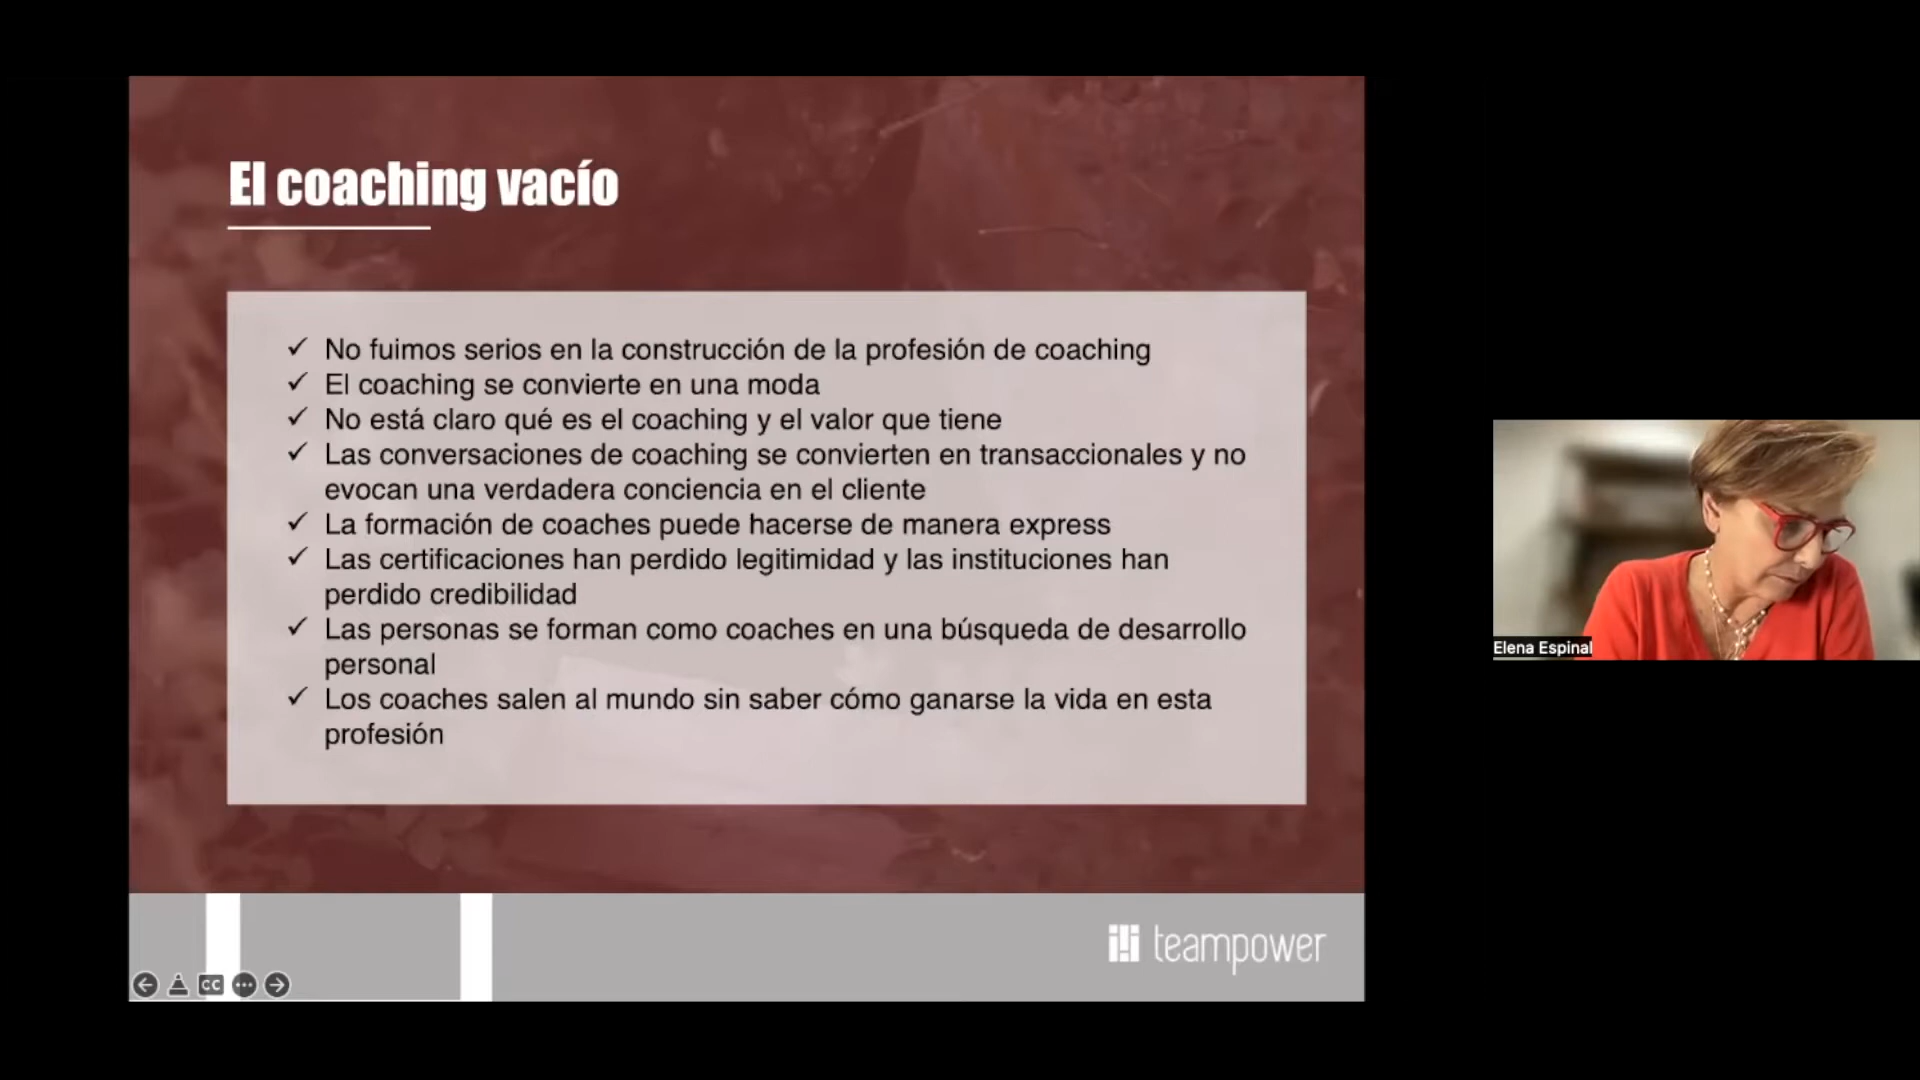 El coaching vacío
✓ No fuimos serios en la construcción de la profesión de coaching
✓ El coaching se convierte en una moda
✓ No está claro qué es el coaching y el valor que tiene
✓ Las conversaciones de coaching se convierten en transaccionales y no
evocan una verdadera conciencia en el cliente
✓ La formación de coaches puede hacerse de manera express
✓ Las certificaciones han perdido legitimidad y las instituciones han
perdido credibilidad
✓ Las personas se forman como coaches en una búsqueda de desarrollo
personal
✓ Los coaches salen al mundo sin saber cómo ganarse la vida en esta
profesión
Elena Espinal
teampower
CC